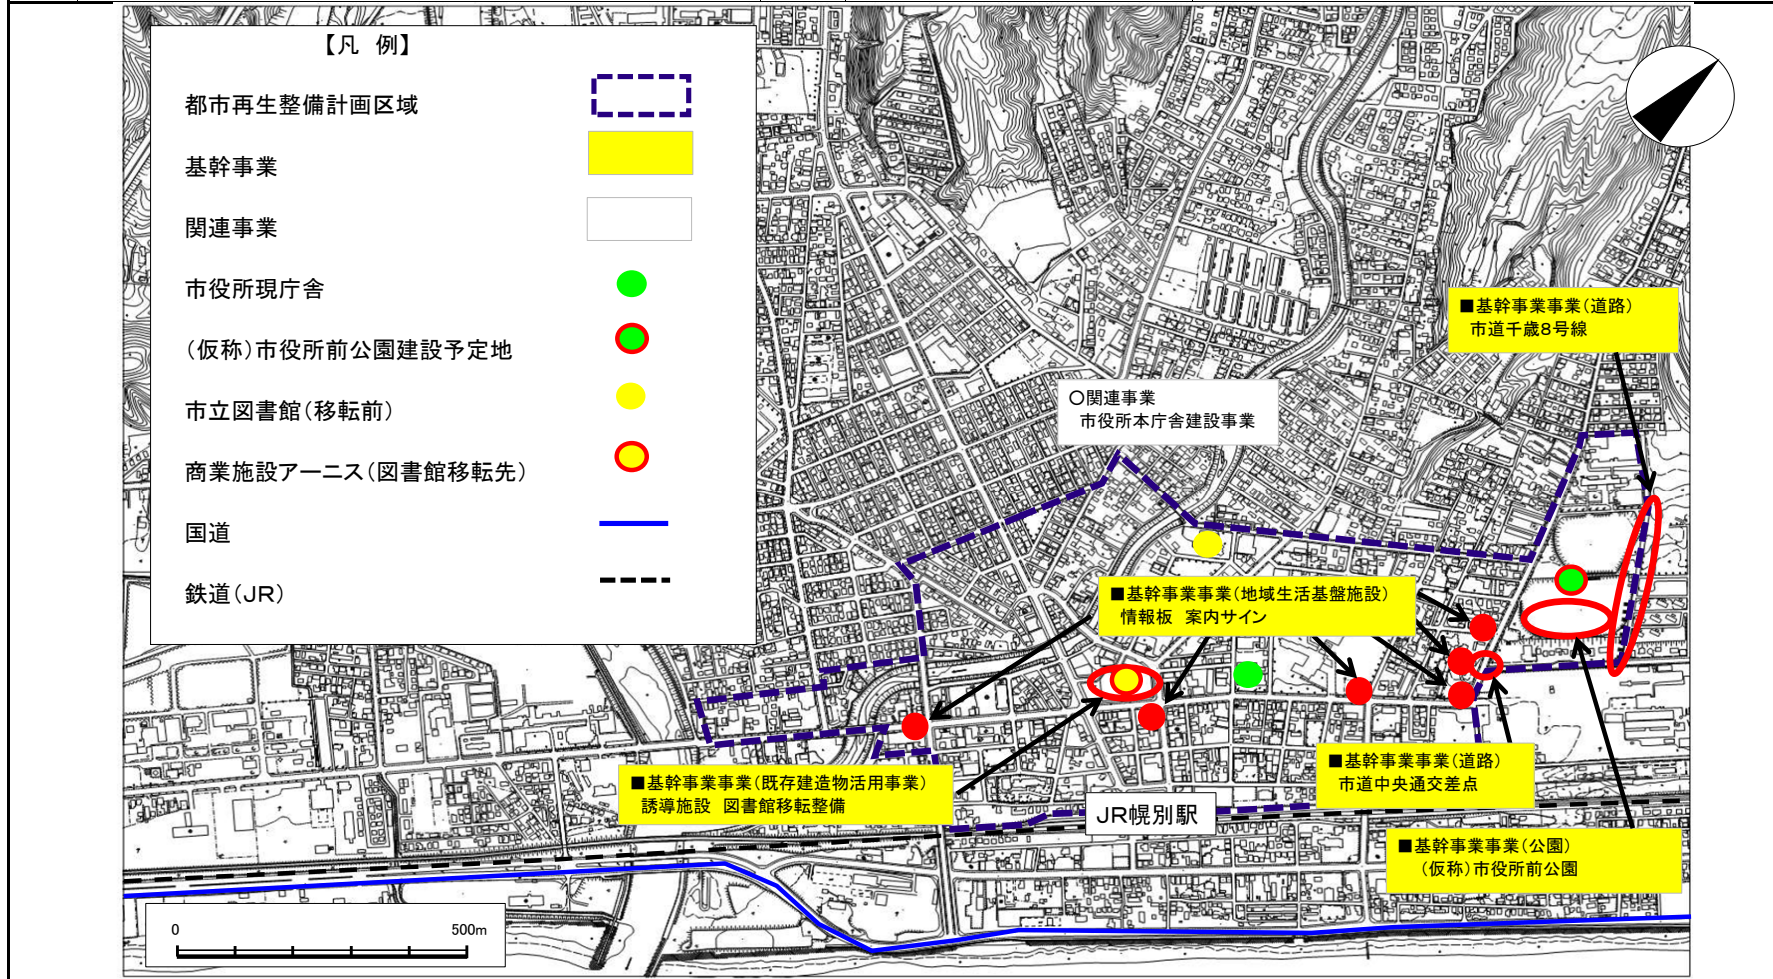 【凡 例】
都市再生整備計画区域
基幹事業
関連事業
市役所現庁舎
(仮称)市役所前公園建設予定地
市立図書館(移転前)
商業施設アーニス(図書館移転先)
国道
鉄道(JR)
■基幹事業事業(道路)
市道千歳8号線
○関連事業
市役所本庁舎建設事業
■基幹事業事業(地域生活基盤施設)
情報板 案内サイン
■基幹事業事業(既存建造物活用事業)
誘導施設 図書館移転整備
■基幹事業事業(道路)
市道中央通交差点
JR幌別駅
■基幹事業事業(公園)
(仮称)市役所前公園
0 500m